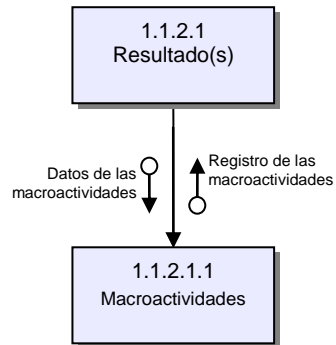 1.1.2.1
Resultado(s)
Datos de las
macroactividades
Registro de las
macroactividades
1.1.2.1.1
Macroactividades